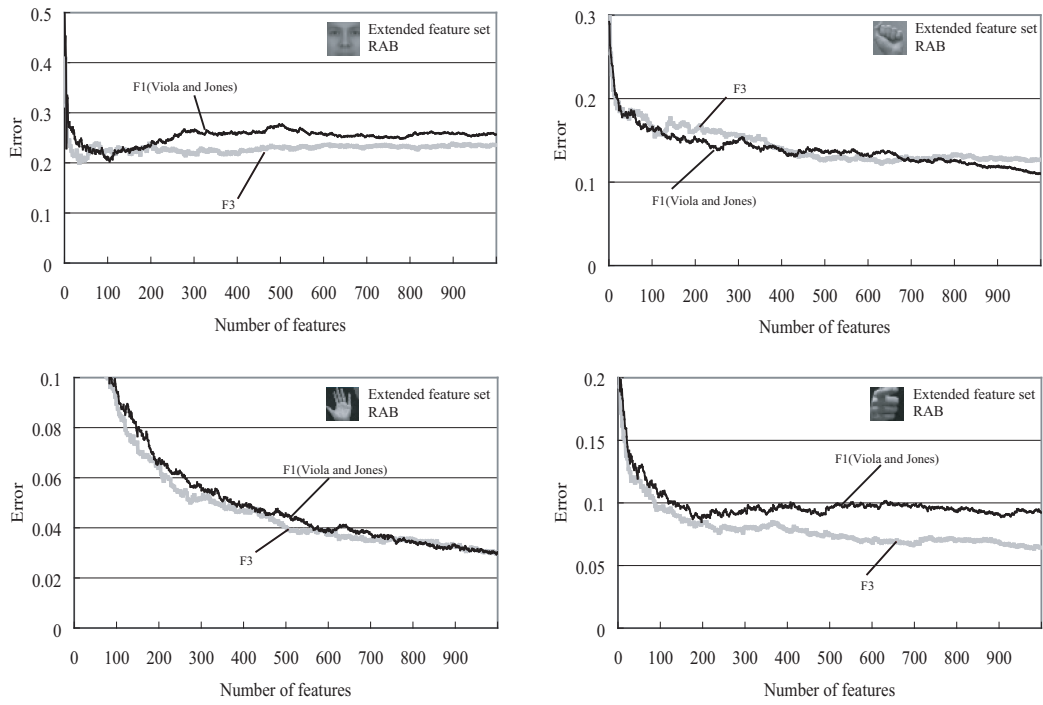 0.5
0.4
0.3
0.2
0.1
0
Error
Extended feature set
RAB
F1(Viola and Jones)
F3
0 100 200 300 400 500 600 700 800 900
Number of features
0.3
0.2
0.1
0
Error
Extended feature set
RAB
F3
F1(Viola and Jones)
0 100 200 300 400 500 600 700 800 900
Number of features
0.1
0.08
0.06
0.04
0.02
0
Error
Extended feature set
RAB
F1(Viola and Jones)
F3
0 100 200 300 400 500 600 700 800 900
Number of features
0.2
0.15
0.1
0.05
0
Error
Extended feature set
RAB
F1(Viola and Jones)
F3
0 100 200 300 400 500 600 700 800 900
Number of features